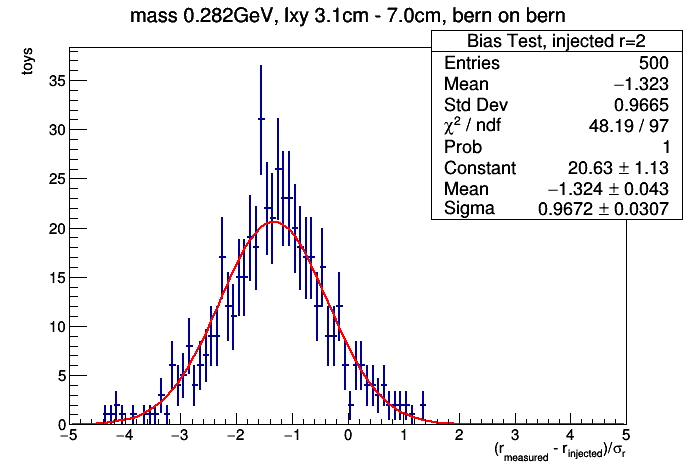 mass 0.282GeV, lxy 3.1cm - 7.0cm, bern on bern
toys
Bias Test, injected r=2
Entries 500
Mean −1.323
Std Dev 0.9665
χ² / ndf 48.19 / 97
Prob 1
Constant 20.63 ± 1.13
Mean −1.324 ± 0.043
Sigma 0.9672 ± 0.0307
35
30
25
20
15
10
5
0
−5 −4 −3 −2 −1 0 1 2 3 4 5
(r_measured - r_injected)/σ_r